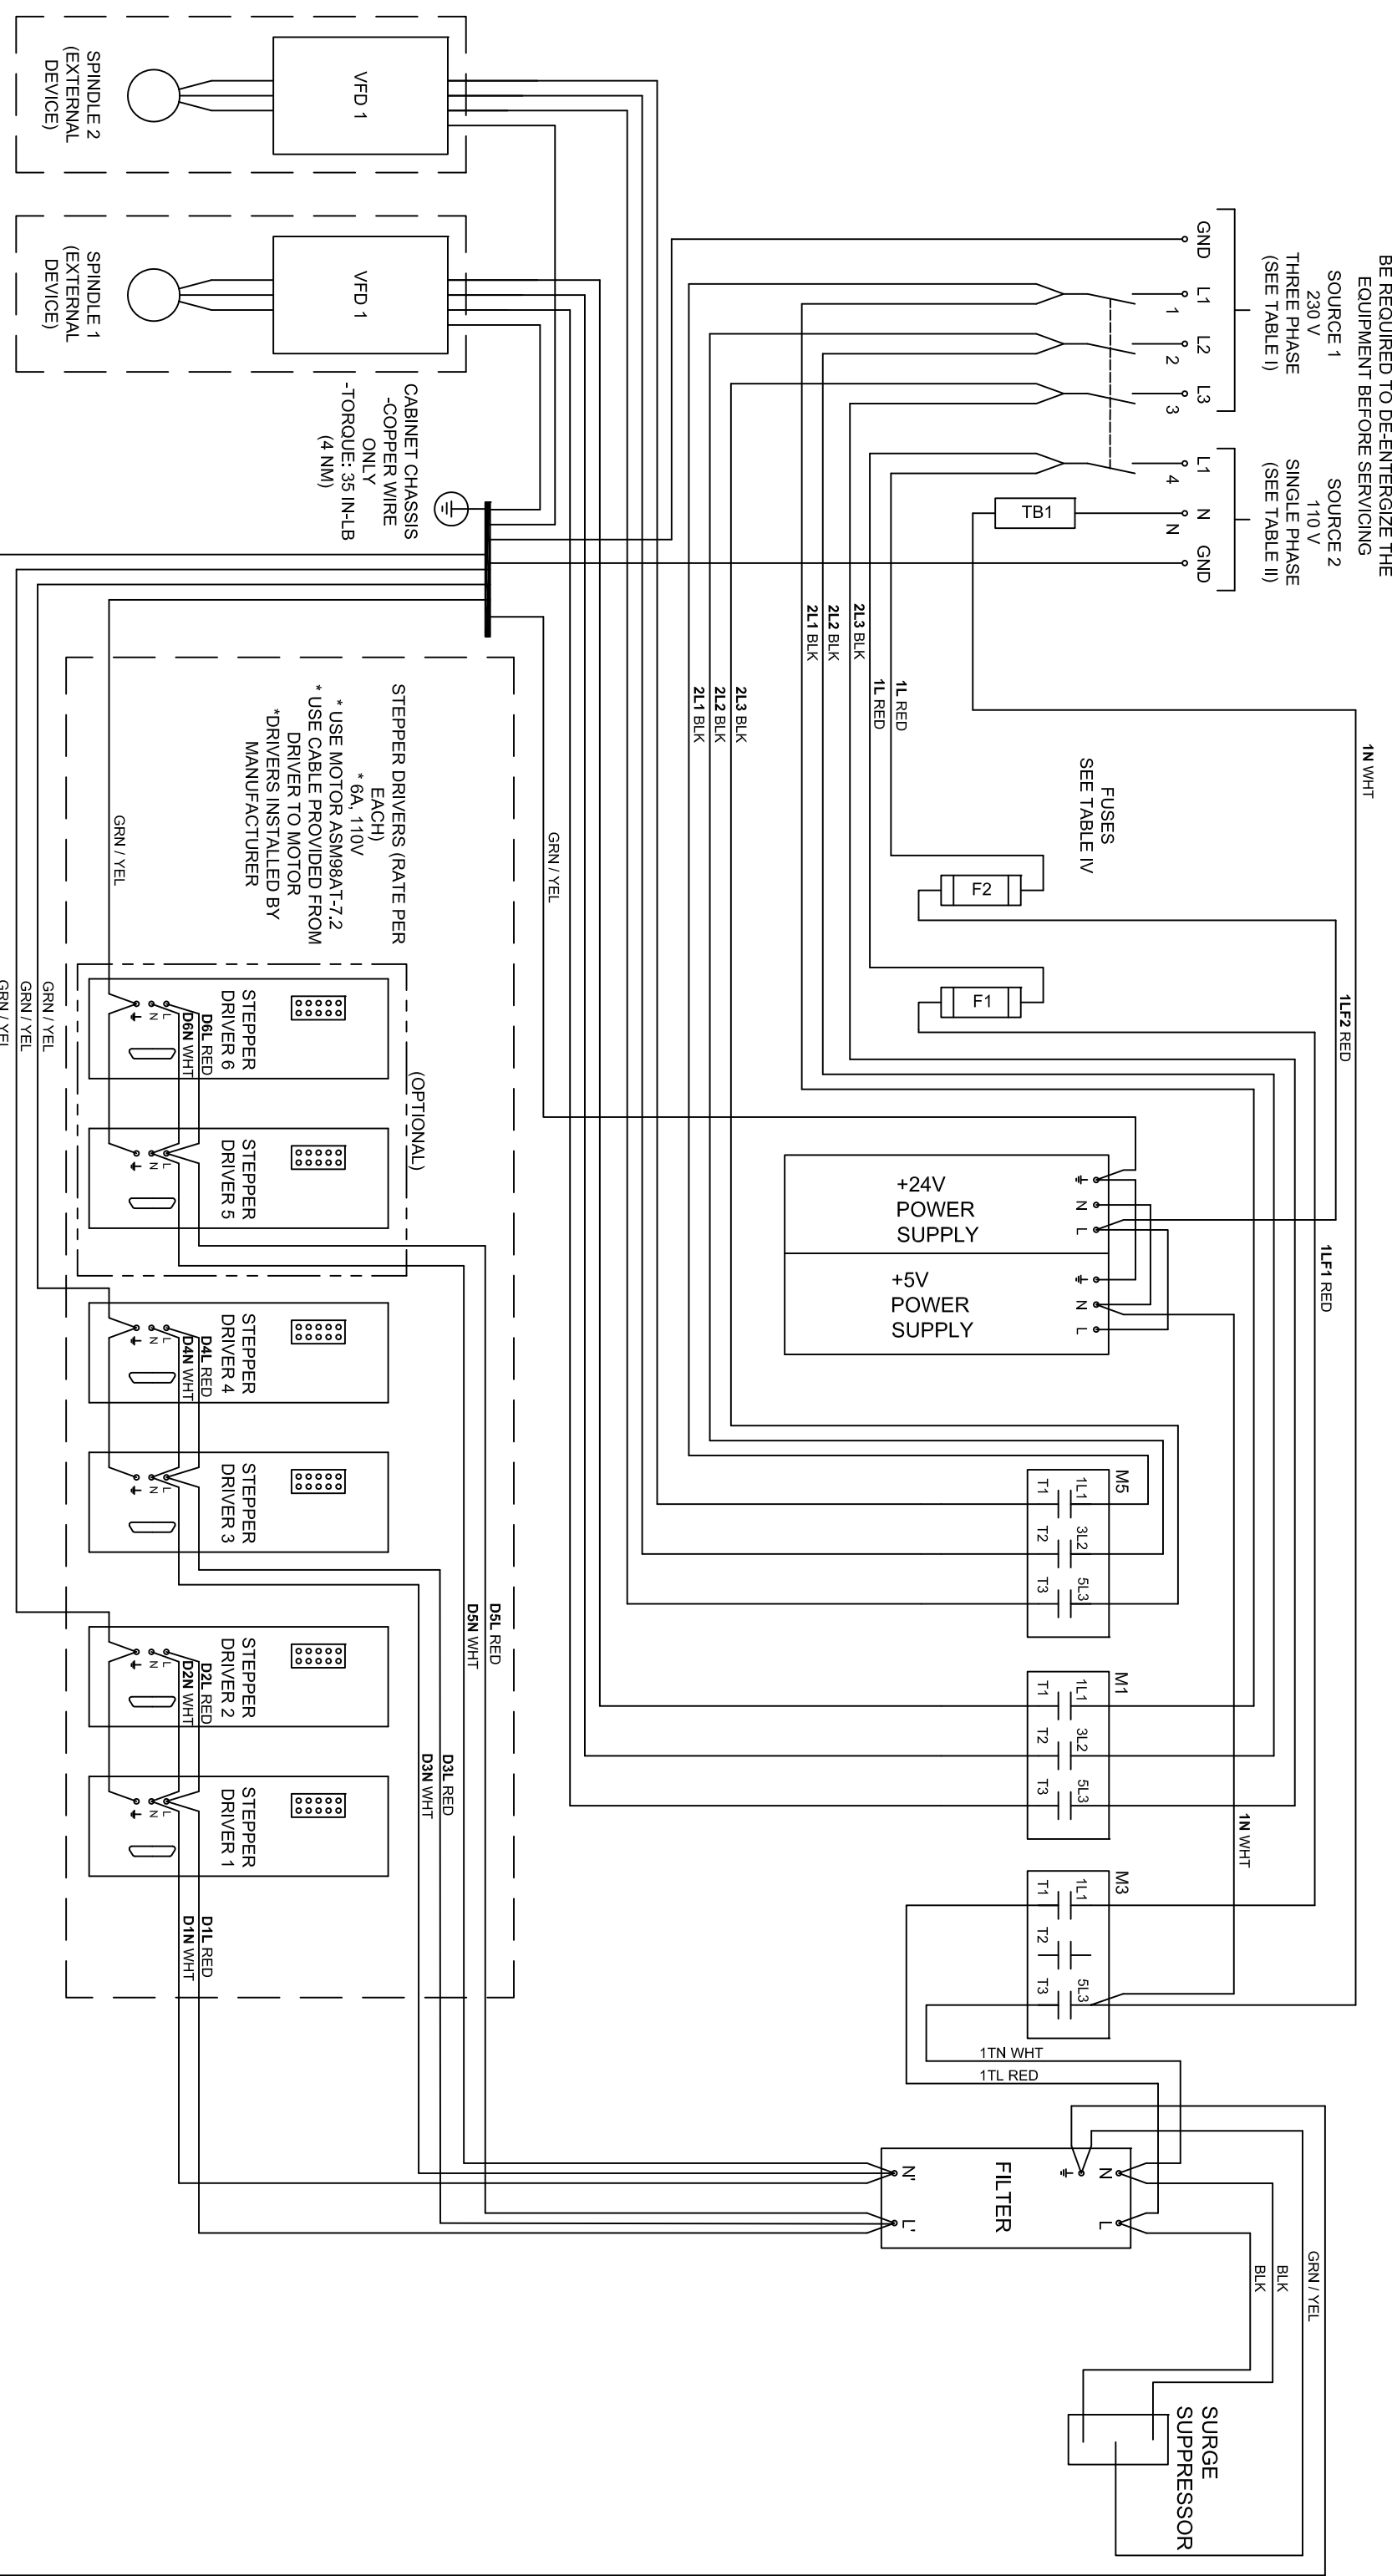 BE REQUIRED TO DE-ENTERGIZE THE
EQUIPMENT BEFORE SERVICING
SOURCE 1
230 V
THREE PHASE
(SEE TABLE I)
SOURCE 2
110 V
SINGLE PHASE
(SEE TABLE II)
GND
L1
L2
L3
L1
N
GND
1
2
3
4
N
TB1
1N WHT
2L3 BLK
2L2 BLK
2L1 BLK
1L RED
1L RED
2L3 BLK
2L2 BLK
2L1 BLK
FUSES
SEE TABLE IV
F2
F1
1LF2 RED
1LF1 RED
SPINDLE 2
(EXTERNAL
DEVICE)
VFD 1
SPINDLE 1
(EXTERNAL
DEVICE)
VFD 1
CABINET CHASSIS
-COPPER WIRE
ONLY
-TORQUE: 35 IN-LB
(4 NM)
GRN / YEL
GRN / YEL
GRN / YEL
GRN / YEL
GRN / YEL
STEPPER DRIVERS (RATE PER
EACH)
* 6A, 110V
* USE MOTOR ASM98AT-7.2
* USE CABLE PROVIDED FROM
DRIVER TO MOTOR
*DRIVERS INSTALLED BY
MANUFACTURER
(OPTIONAL)
STEPPER
DRIVER 6
L
N
D6L RED
D6N WHT
STEPPER
DRIVER 5
L
N
STEPPER
DRIVER 4
L
N
D4L RED
D4N WHT
STEPPER
DRIVER 3
L
N
STEPPER
DRIVER 2
L
N
D2L RED
D2N WHT
STEPPER
DRIVER 1
L
N
D5L RED
D5N WHT
D3L RED
D3N WHT
D1L RED
D1N WHT
+24V
POWER
SUPPLY
N
L
+5V
POWER
SUPPLY
N
L
M5
1L1
3L2
5L3
T1
T2
T3
M1
1L1
3L2
5L3
T1
T2
T3
1N WHT
M3
1L1
5L3
T1
T2
T3
1TN WHT
1TL RED
FILTER
N
L
N'
L'
GRN / YEL
BLK
BLK
SURGE
SUPPRESSOR